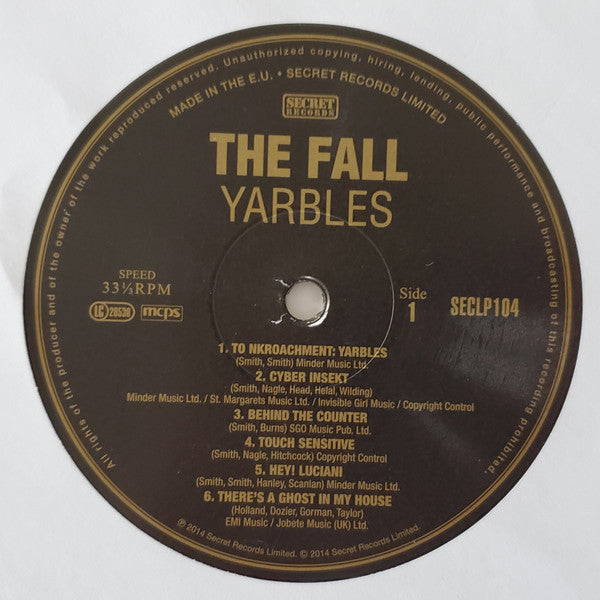 All rights of the producer and of the owner of the work reproduced reserved. Unauthorized copying, hiring, lending, public performance and broadcasting of this recording prohibited.
MADE IN THE E.U. • SECRET RECORDS LIMITED
SECRET
RECORDS
THE FALL
YARBLES
SPEED
33⅓RPM
LC 20538 mcps
Side
1
SECLP104
1. TO NKROACHMENT: YARBLES
(Smith, Smith) Minder Music Ltd.
2. CYBER INSEKT
(Smith, Nagle, Head, Hefal, Wilding)
Minder Music Ltd. / St. Margarets Music Ltd. / Invisible Girl Music / Copyright Control
3. BEHIND THE COUNTER
(Smith, Burns) SGO Music Pub. Ltd.
4. TOUCH SENSITIVE
(Smith, Nagle, Hitchcock) Copyright Control
5. HEY! LUCIANI
(Smith, Smith, Hanley, Scanlan) Minder Music Ltd.
6. THERE'S A GHOST IN MY HOUSE
(Holland, Dozier, Gorman, Taylor)
EMI Music / Jobete Music (UK) Ltd.
℗ 2014 Secret Records Limited. © 2014 Secret Records Limited.